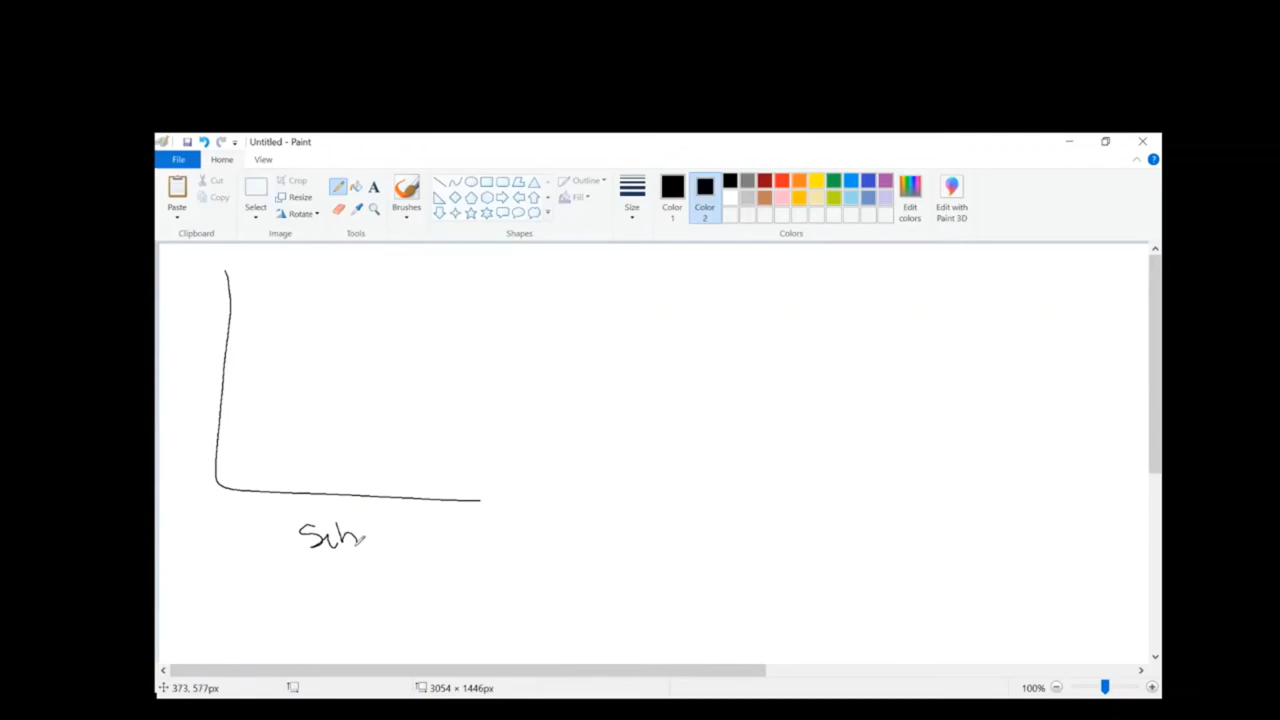 Untitled - Paint
File Home View
Paste
Cut
Copy
Clipboard
Select
Crop
Resize
Rotate
Image
Tools
Brushes
Outline
Fill
Shapes
Size
Color 1
Color 2
Edit colors
Edit with Paint 3D
Colors
Sch
373, 577px
3054 × 1446px
100%